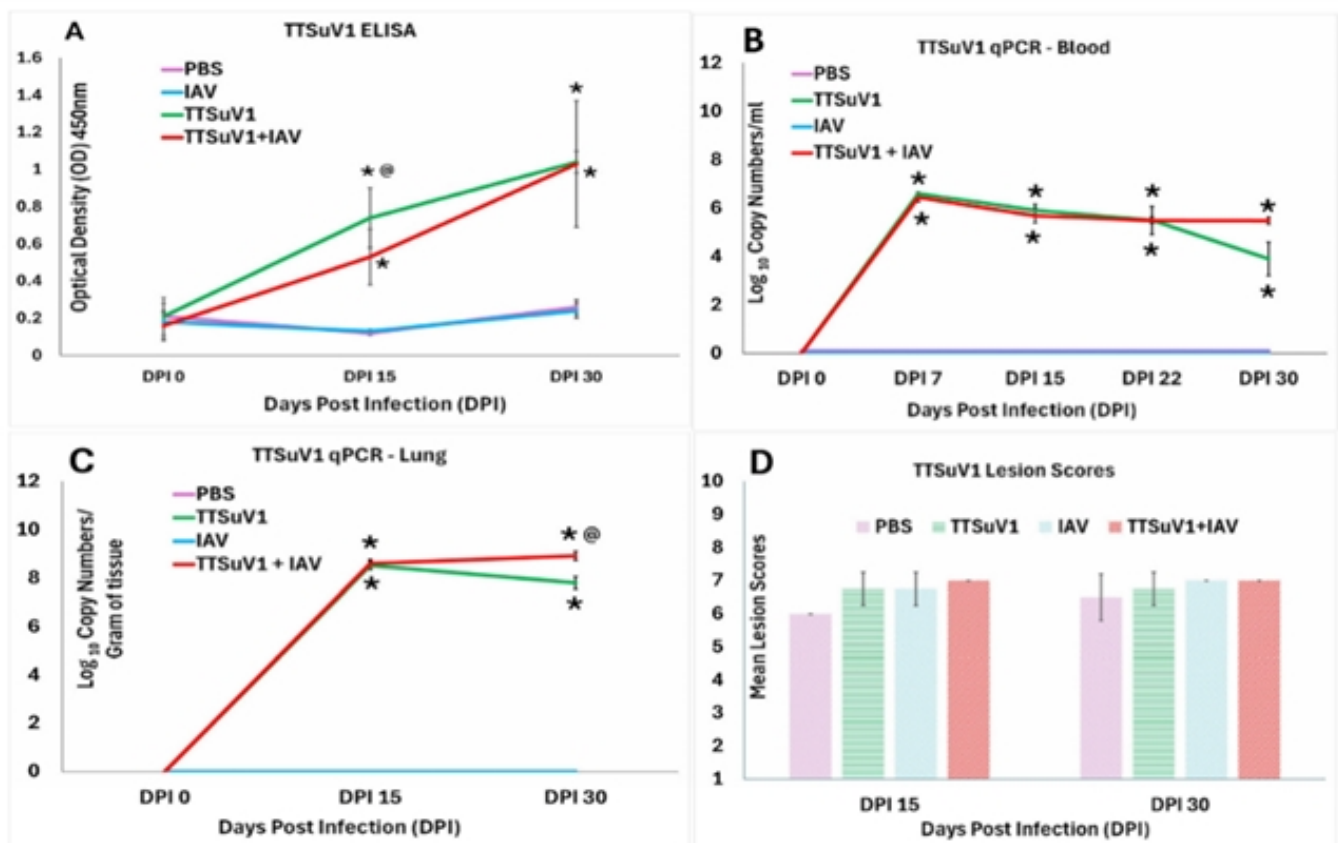 A
TTSuV1 ELISA
1.6
1.4
1.2
1
0.8
0.6
0.4
0.2
0
Optical Density (OD) 450nm
PBS
IAV
TTSuV1
TTSuV1+IAV
* @
*
*
*
DPI 0
DPI 15
DPI 30
Days Post Infection (DPI)
B
TTSuV1 qPCR - Blood
12
10
8
6
4
2
0
Log 10 Copy Numbers/ml
PBS
TTSuV1
IAV
TTSuV1 + IAV
*
*
*
*
*
*
*
*
DPI 0
DPI 7
DPI 15
DPI 22
DPI 30
Days Post Infection (DPI)
C
TTSuV1 qPCR - Lung
12
10
8
6
4
2
0
Log 10 Copy Numbers/
Gram of tissue
PBS
TTSuV1
IAV
TTSuV1 + IAV
*
*
* @
*
DPI 0
DPI 15
DPI 30
Days Post Infection (DPI)
D
TTSuV1 Lesion Scores
10
9
8
7
6
5
4
3
2
1
Mean Lesion Scores
PBS
TTSuV1
IAV
TTSuV1+IAV
DPI 15
DPI 30
Days Post Infection (DPI)